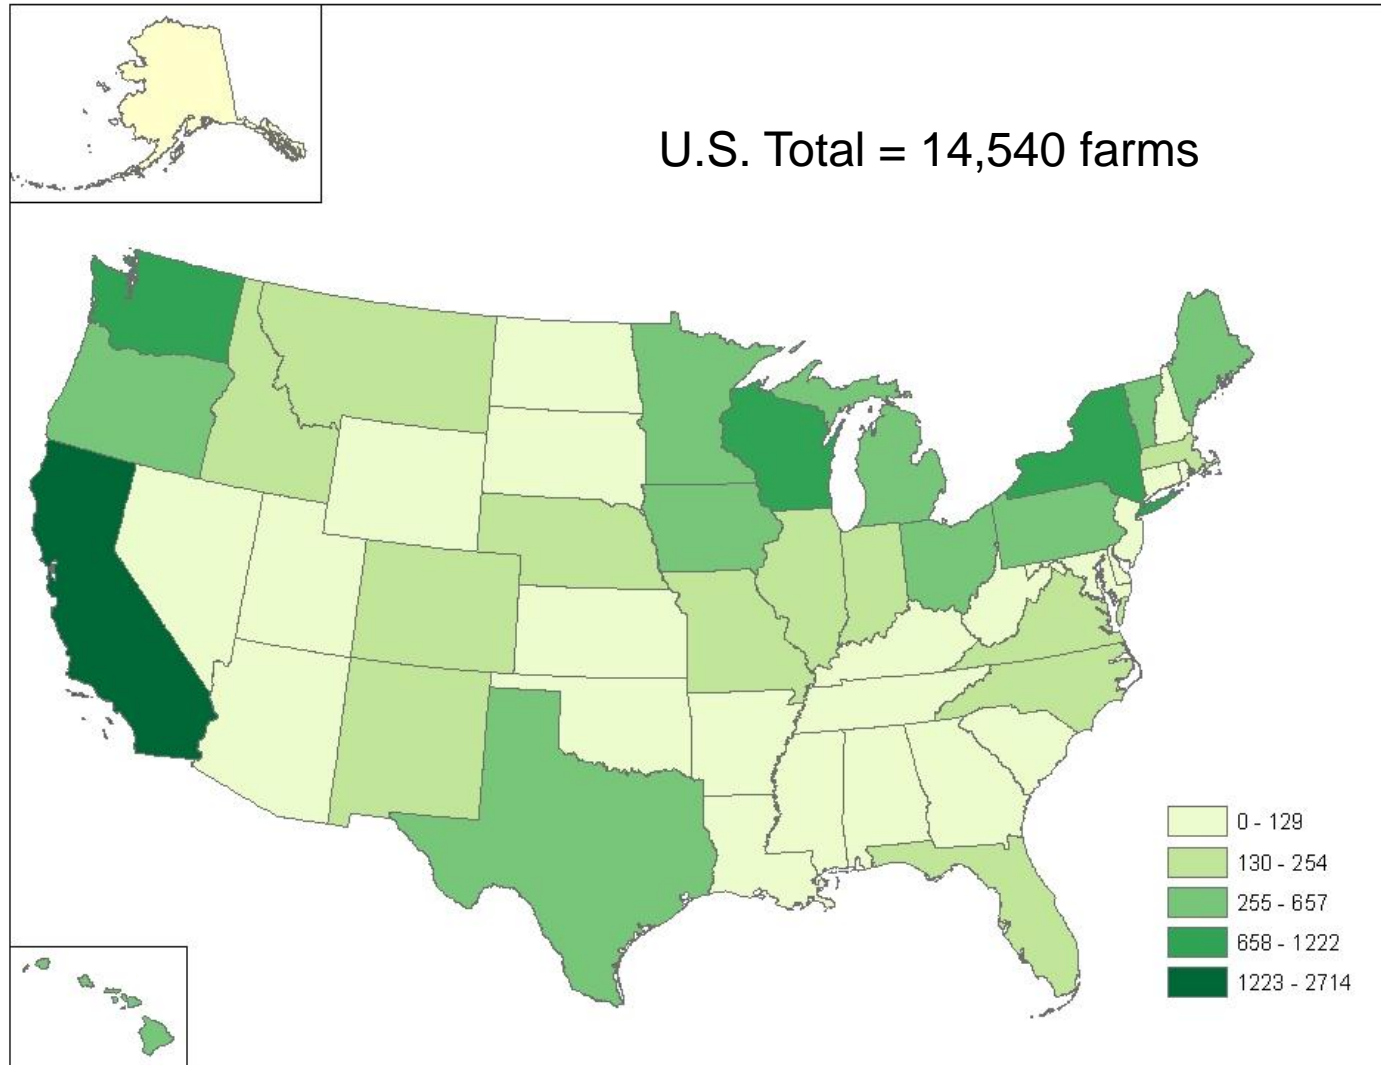 U.S. Total = 14,540 farms
0 - 129
130 - 254
255 - 657
658 - 1222
1223 - 2714